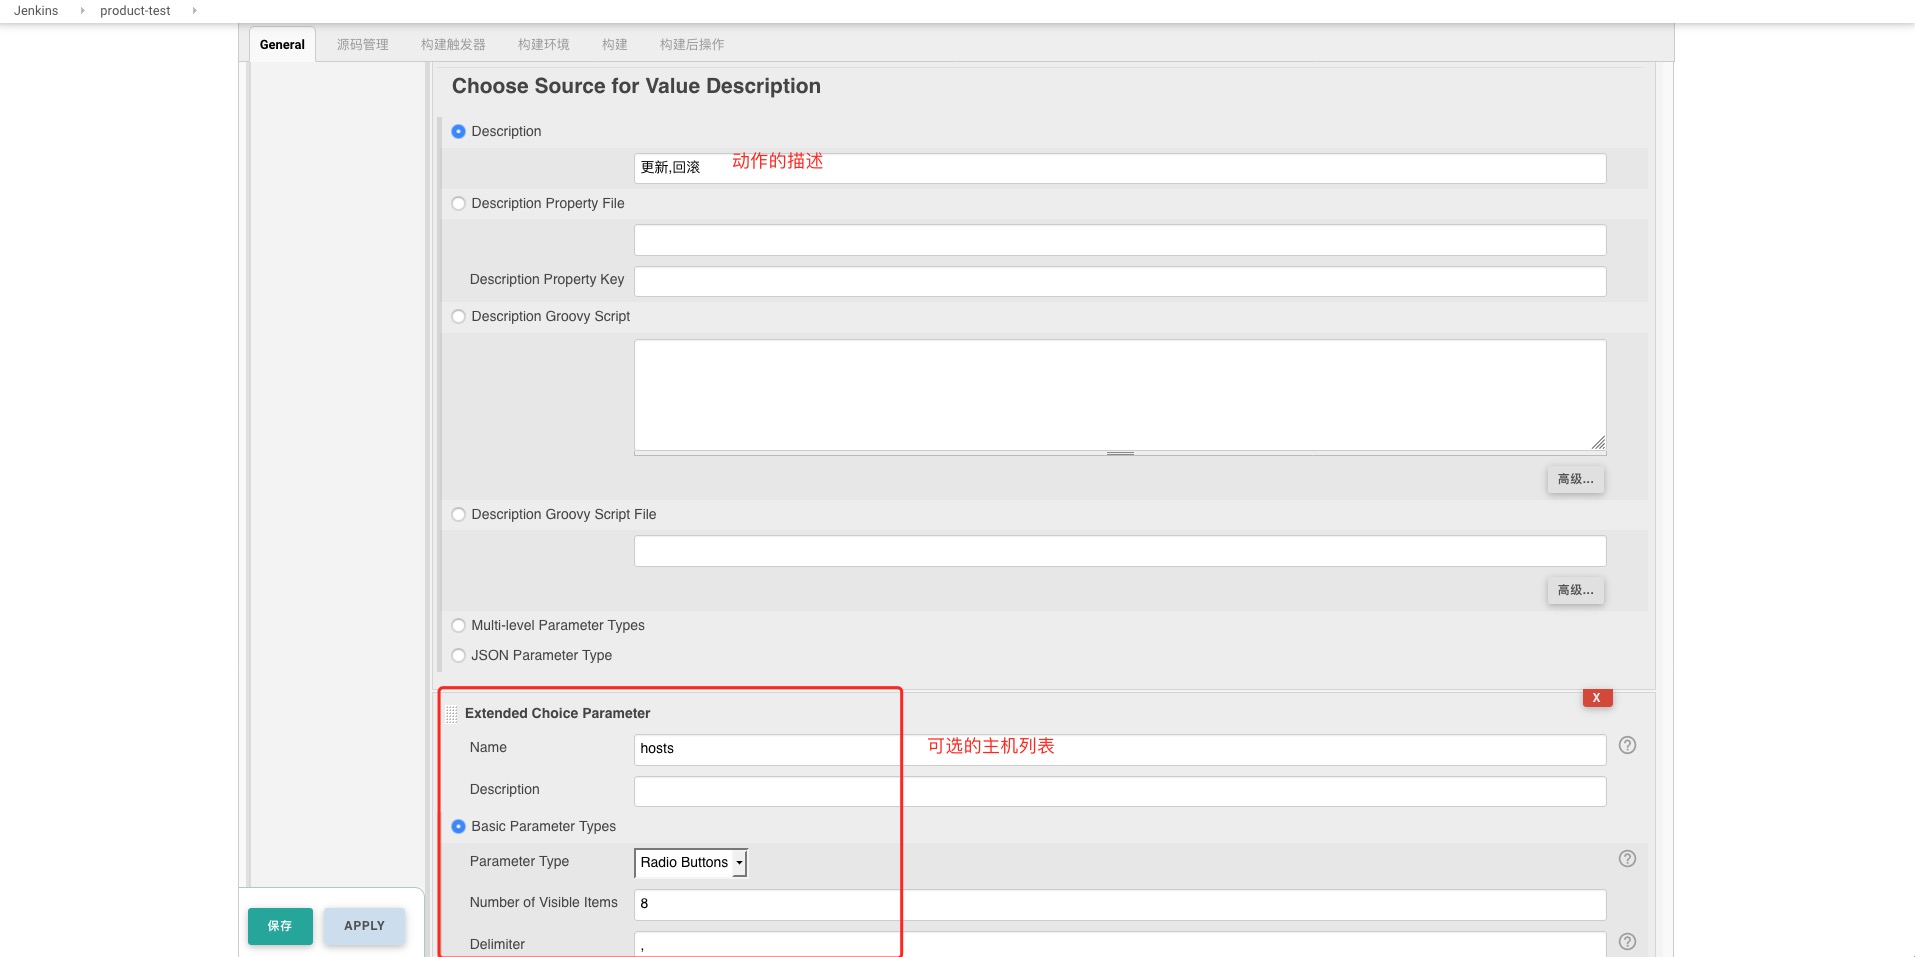 Jenkins product-test
General 源码管理 构建触发器 构建环境 构建 构建后操作
Choose Source for Value Description
Description
更新,回滚 动作的描述
Description Property File
Description Property Key
Description Groovy Script
高级...
Description Groovy Script File
高级...
Multi-level Parameter Types
JSON Parameter Type
X
Extended Choice Parameter
Name hosts 可选的主机列表
Description
Basic Parameter Types
Parameter Type Radio Buttons
Number of Visible Items 8
保存 APPLY
Delimiter ,